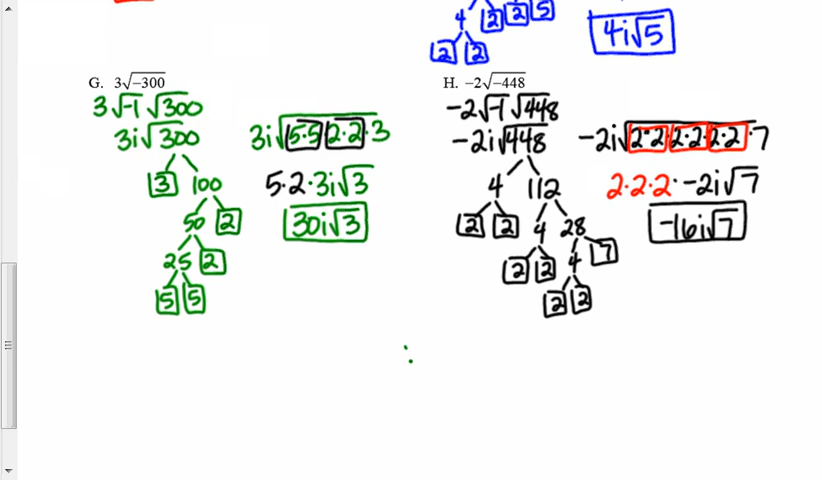 4 2 2 5
2 2
4i√5
G. 3√−300
3√-1 √300
3i√300
3 100
50 2
25 2
5 5
3i√5·5 2·2·3
5·2·3i√3
30i√3
H. −2√−448
-2√-1 √448
-2i√448
4 112
2 2 4 28
2 2 4 7
2 2
-2i√2·2 2·2·2·2·7
2·2·2·-2i√7
-16i√7